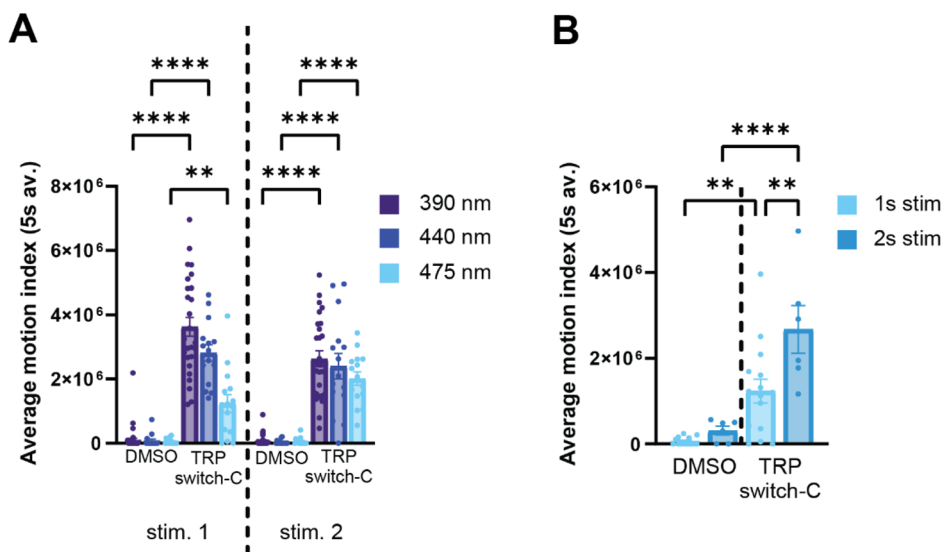 A
****
****
****
****
**
****
Average motion index (5s av.)
8×10⁶
6×10⁶
4×10⁶
2×10⁶
0
DMSO
TRP
switch-C
DMSO
TRP
switch-C
stim. 1
stim. 2
390 nm
440 nm
475 nm
B
****
**
**
Average motion index (5s av.)
6×10⁶
4×10⁶
2×10⁶
0
DMSO
TRP
switch-C
1s stim
2s stim